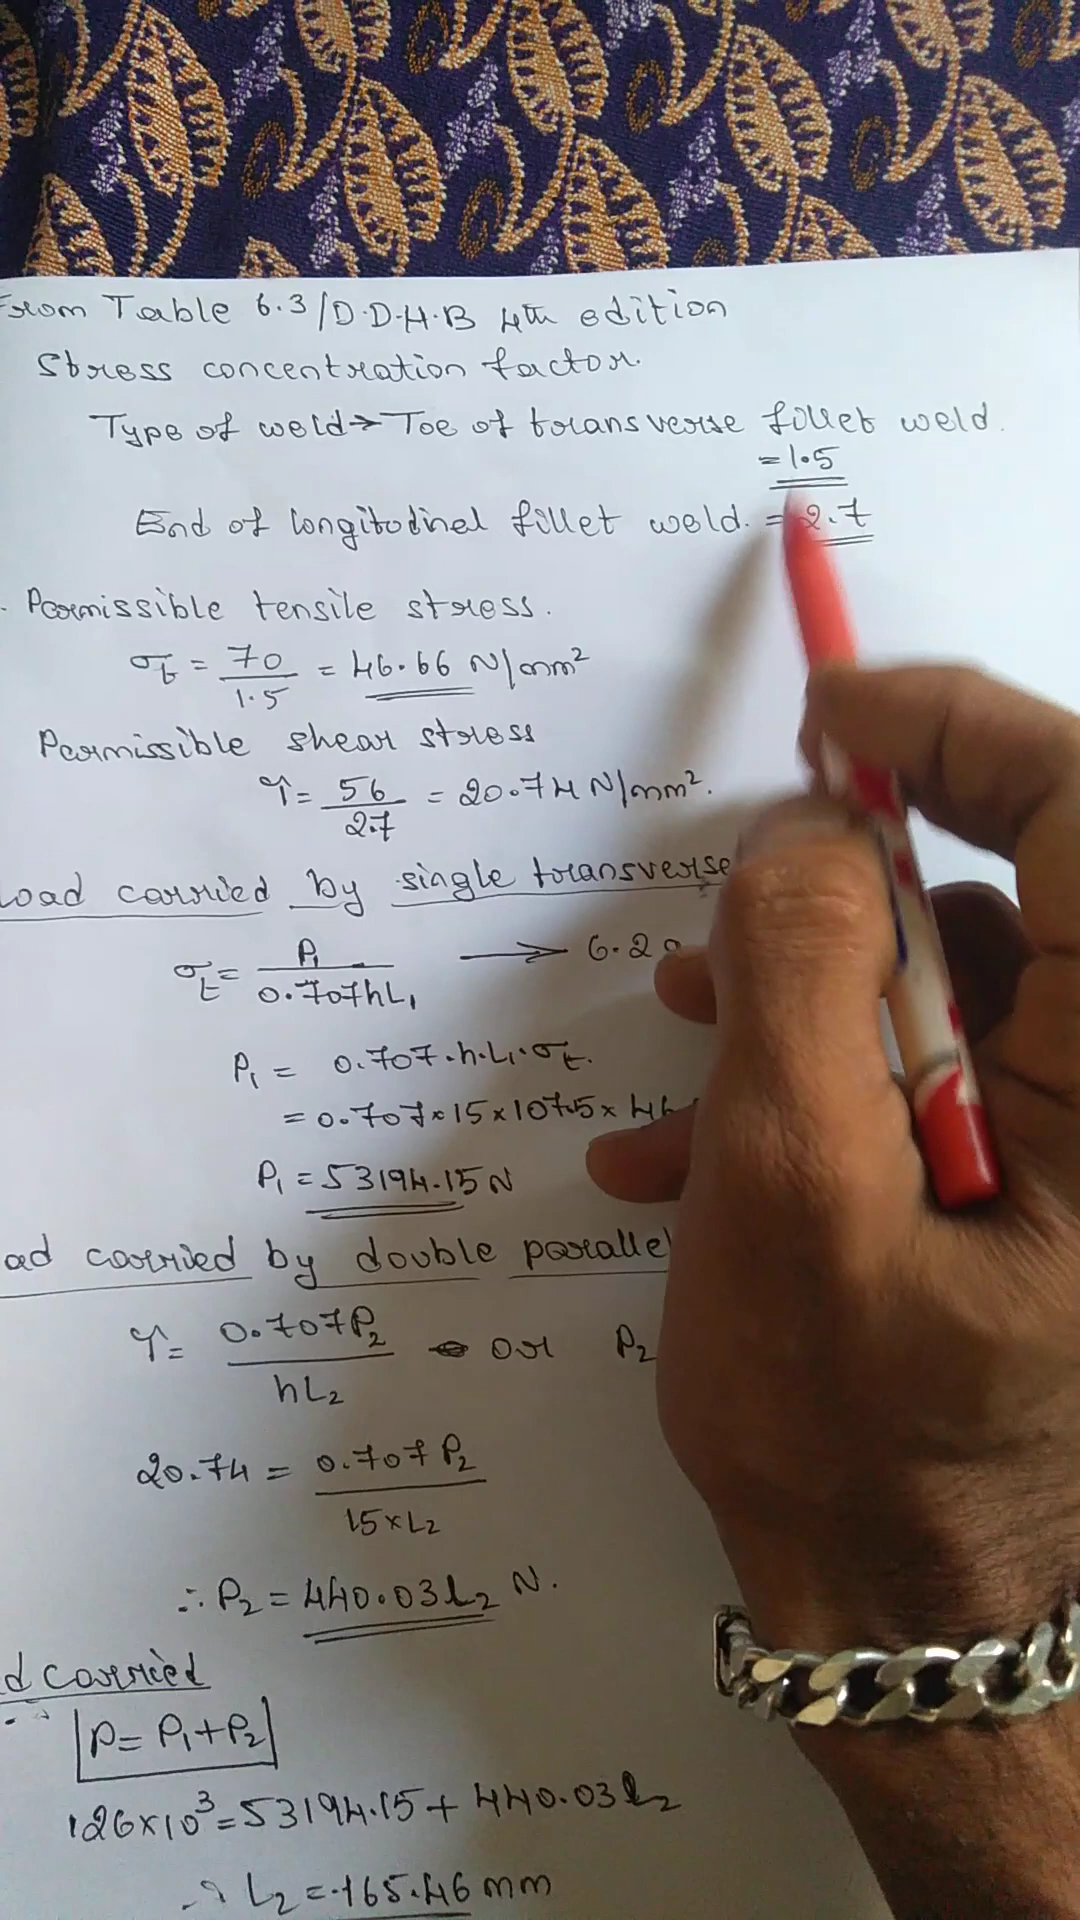 From Table 6.3/D.D.H.B 4th edition
Stress concentration factor.
Type of weld → Toe of transverse fillet weld.
= 1.5
End of longitodinel fillet weld. = 2.7
Permissible tensile stress.
σt = 70/1.5 = 46.66 N/mm²
Permissible shear stress
τ = 56/2.7 = 20.74 N/mm².
Load carried by single transverse
σt = P₁/0.707hL₁ → 6.2
P₁ = 0.707.h.L₁.σt.
= 0.707×15×107.5×
P₁ = 53194.15 N
carried by double parallel
τ = 0.707P₂/hL₂ or P₂
20.74 = 0.707 P₂/15×L₂
∴ P₂ = 440.03 L₂ N.
carried
P = P₁+P₂
126×10³ = 53194.15 + 440.03 L₂
∴ L₂ = 165.46 mm